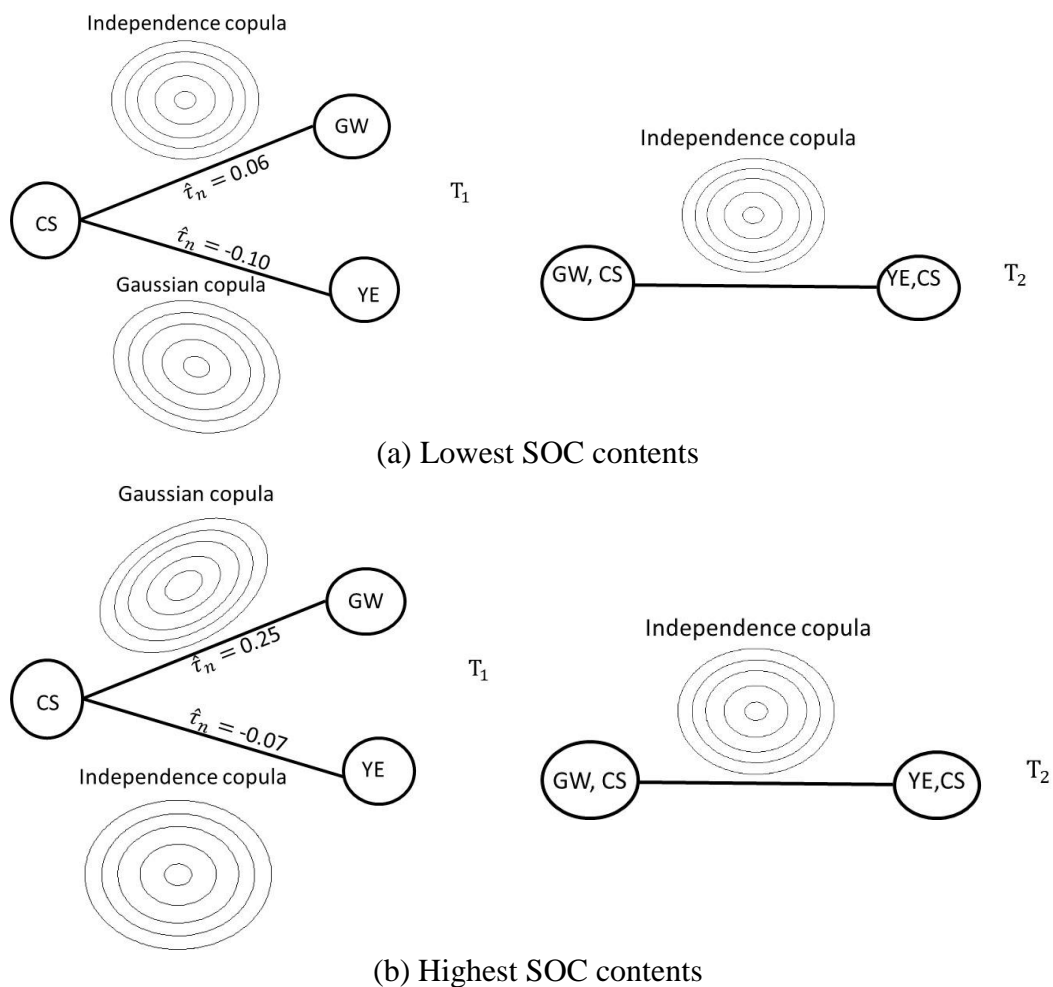 Independence copula
GW
τ̂ₙ = 0.06
CS
T₁
τ̂ₙ = -0.10
Gaussian copula
YE
Independence copula
GW, CS
YE,CS
T₂
(a) Lowest SOC contents
Gaussian copula
GW
τ̂ₙ = 0.25
CS
T₁
τ̂ₙ = -0.07
Independence copula
YE
Independence copula
GW, CS
YE,CS
T₂
(b) Highest SOC contents